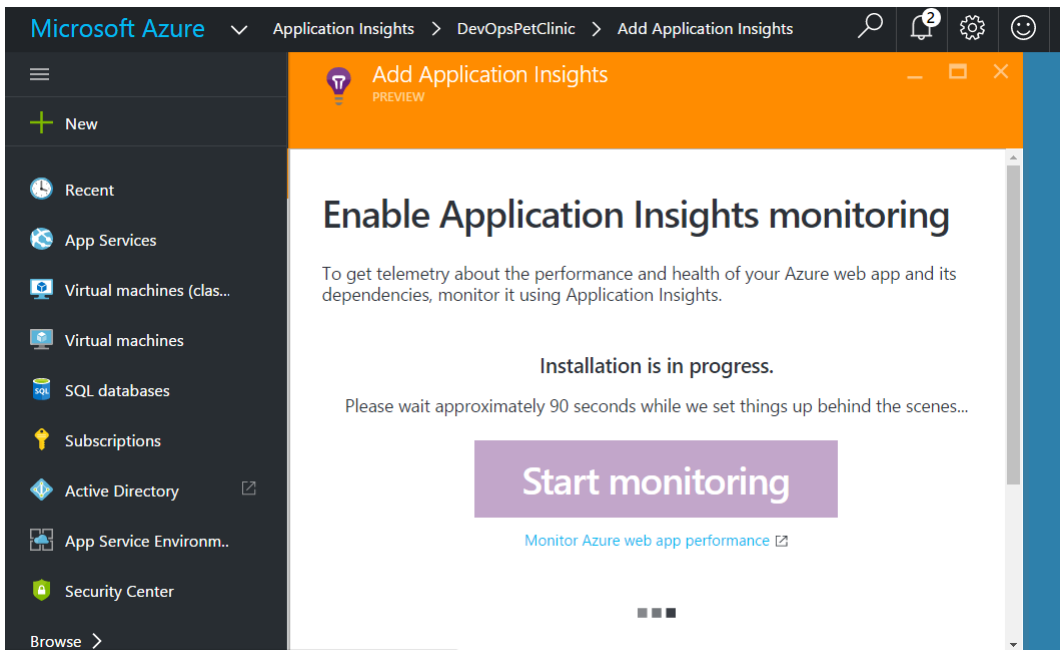 Microsoft Azure Application Insights > DevOpsPetClinic > Add Application Insights 2
Add Application Insights
PREVIEW
New
Recent
App Services
Virtual machines (clas...
Virtual machines
SQL databases
Subscriptions
Active Directory
App Service Environm..
Security Center
Browse >
Enable Application Insights monitoring
To get telemetry about the performance and health of your Azure web app and its
dependencies, monitor it using Application Insights.
Installation is in progress.
Please wait approximately 90 seconds while we set things up behind the scenes...
Start monitoring
Monitor Azure web app performance